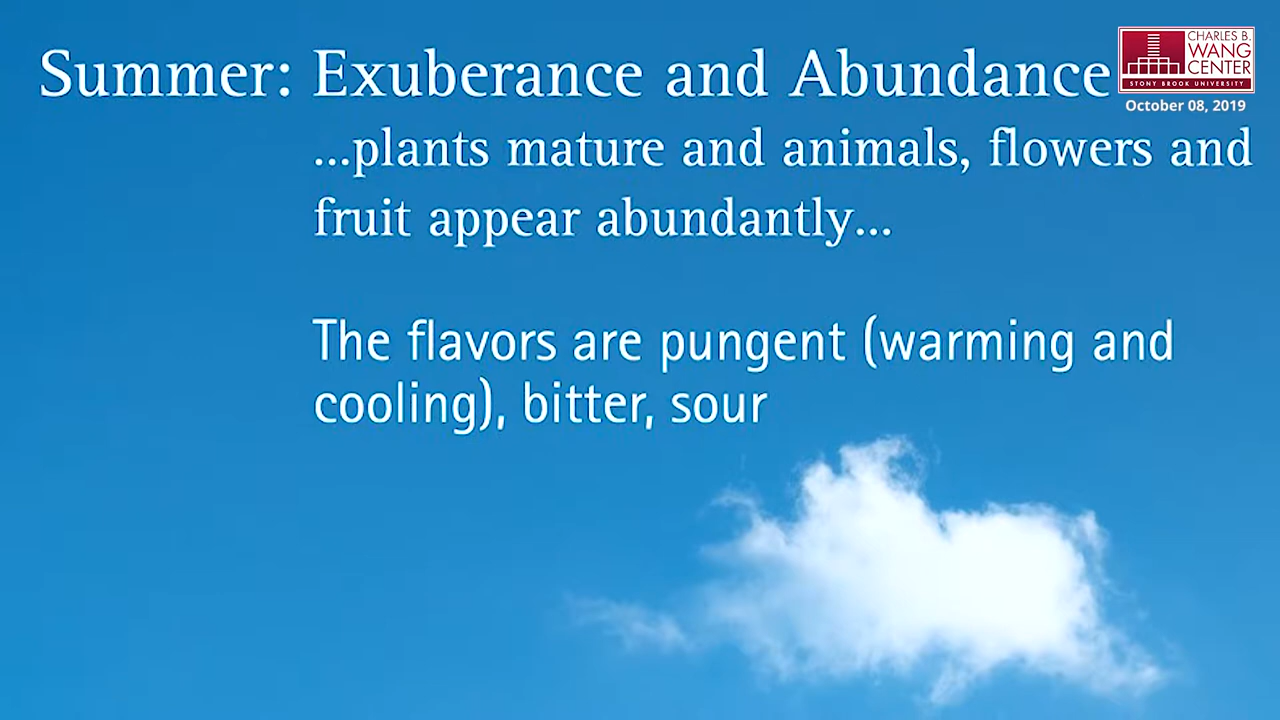 Summer: Exuberance and Abundance
...plants mature and animals, flowers and
fruit appear abundantly...
The flavors are pungent (warming and
cooling), bitter, sour
CHARLES B.
WANG
CENTER
STONY BROOK UNIVERSITY
October 08, 2019